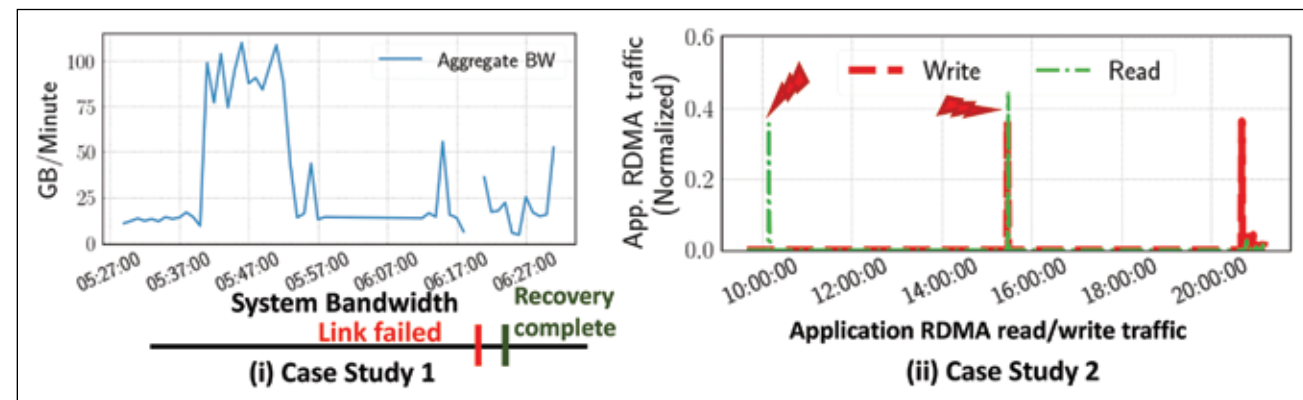 GB/Minute
100
75
50
25
0
Aggregate BW
05:27:00
05:37:00
05:47:00
05:57:00
06:07:00
06:17:00
06:27:00
System Bandwidth
Link failed
Recovery
complete
(i) Case Study 1
App. RDMA traffic
(Normalized)
0.6
0.4
0.2
0.0
Write
Read
10:00:00
12:00:00
14:00:00
16:00:00
18:00:00
20:00:00
Application RDMA read/write traffic
(ii) Case Study 2